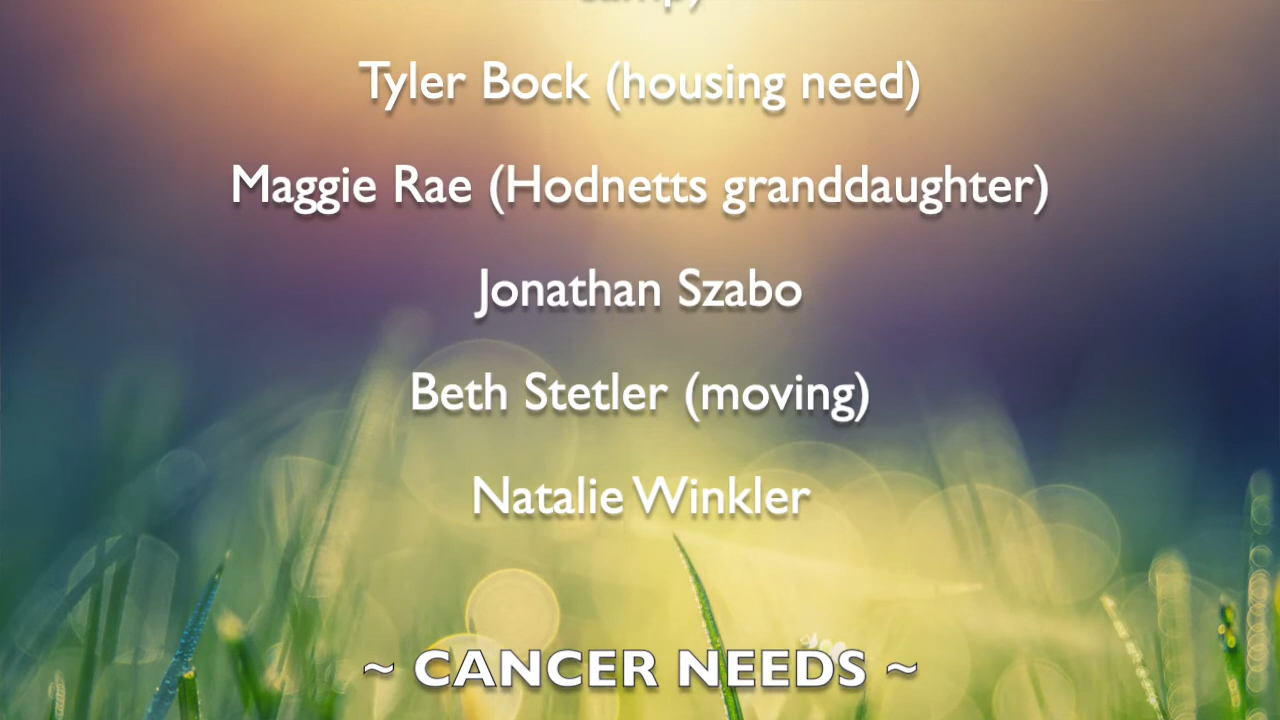 Tyler Bock (housing need)
Maggie Rae (Hodnetts granddaughter)
Jonathan Szabo
Beth Stetler (moving)
Natalie Winkler
~ CANCER NEEDS ~